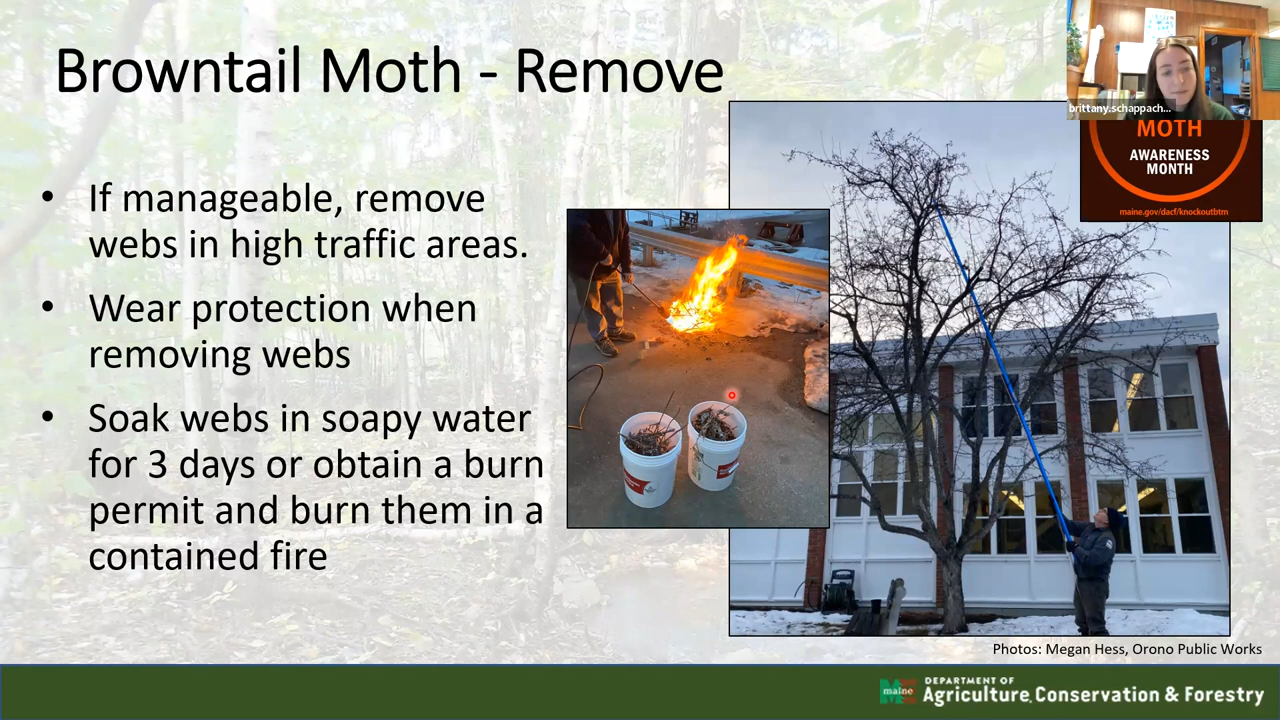 Browntail Moth - Remove
brittany.schappach...
MOTH
AWARENESS
MONTH
maine.gov/dacf/knockoutbtm
• If manageable, remove
webs in high traffic areas.
• Wear protection when
removing webs
• Soak webs in soapy water
for 3 days or obtain a burn
permit and burn them in a
contained fire
Photos: Megan Hess, Orono Public Works
maine
DEPARTMENT OF
Agriculture, Conservation & Forestry